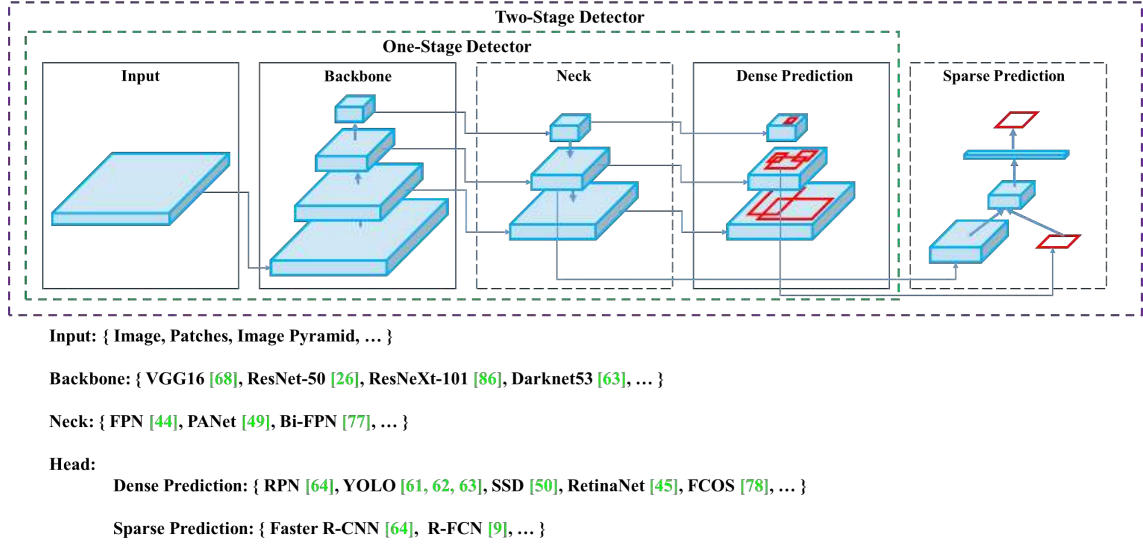 Two-Stage Detector
One-Stage Detector
Input
Backbone
Neck
Dense Prediction
Sparse Prediction
Input: { Image, Patches, Image Pyramid, … }
Backbone: { VGG16 [68], ResNet-50 [26], ResNeXt-101 [86], Darknet53 [63], … }
Neck: { FPN [44], PANet [49], Bi-FPN [77], … }
Head:
Dense Prediction: { RPN [64], YOLO [61, 62, 63], SSD [50], RetinaNet [45], FCOS [78], … }
Sparse Prediction: { Faster R-CNN [64], R-FCN [9], … }